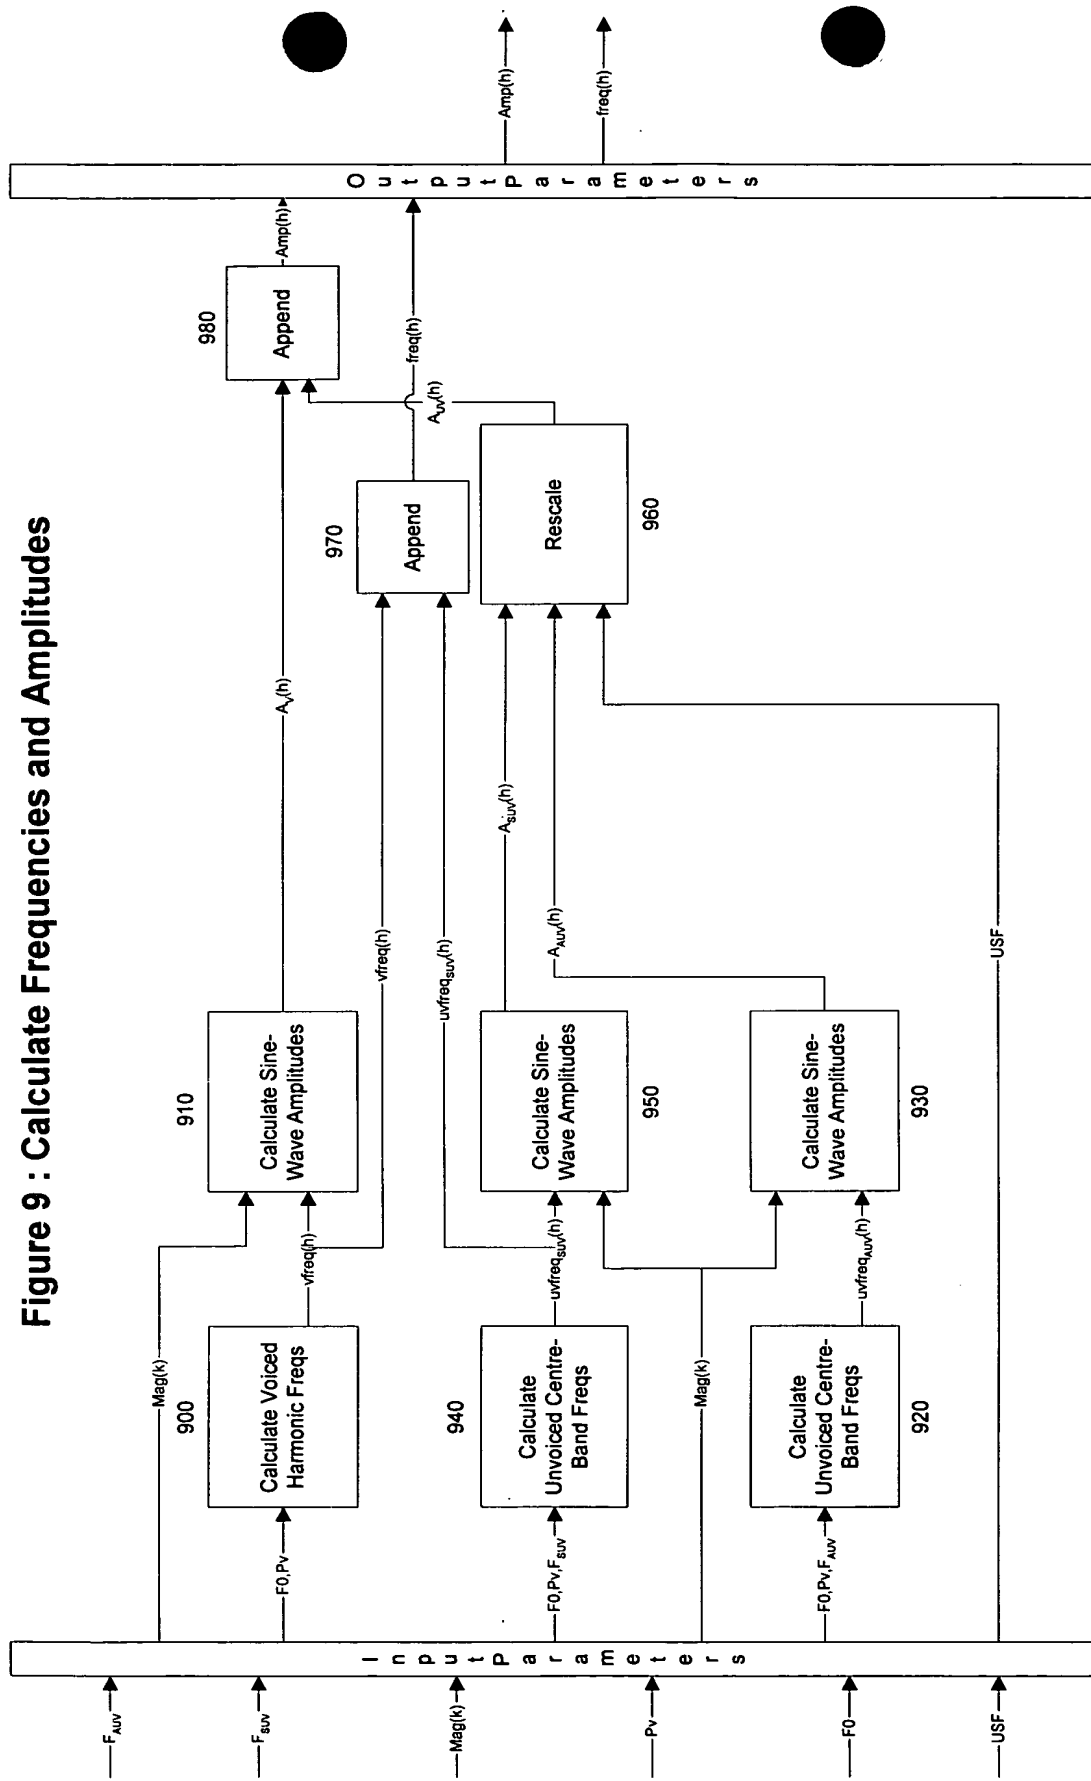 Figure 9 : Calculate Frequencies and Amplitudes
F_AUV
F_SUV
Mag(k)
Pv
F0
USF
Input Parameters
Mag(k)
F0,Pv
F0,Pv,F_SUV
Mag(k)
F0,Pv,F_AUV
USF
900
Calculate Voiced
Harmonic Freqs
940
Calculate
Unvoiced Centre-
Band Freqs
Calculate
Unvoiced Centre-
Band Freqs
920
vfreq(h)
uvfreq_SUV(h)
uvfreq_AUV(h)
910
Calculate Sine-
Wave Amplitudes
Calculate Sine-
Wave Amplitudes
950
Calculate Sine-
Wave Amplitudes
930
A_V(h)
vfreq(h)
uvfreq_SUV(h)
A_SUV(h)
A_AUV(h)
970
Append
Rescale
960
980
Append
A_UV(h)
freq(h)
Amp(h)
Output Parameters
Amp(h)
freq(h)